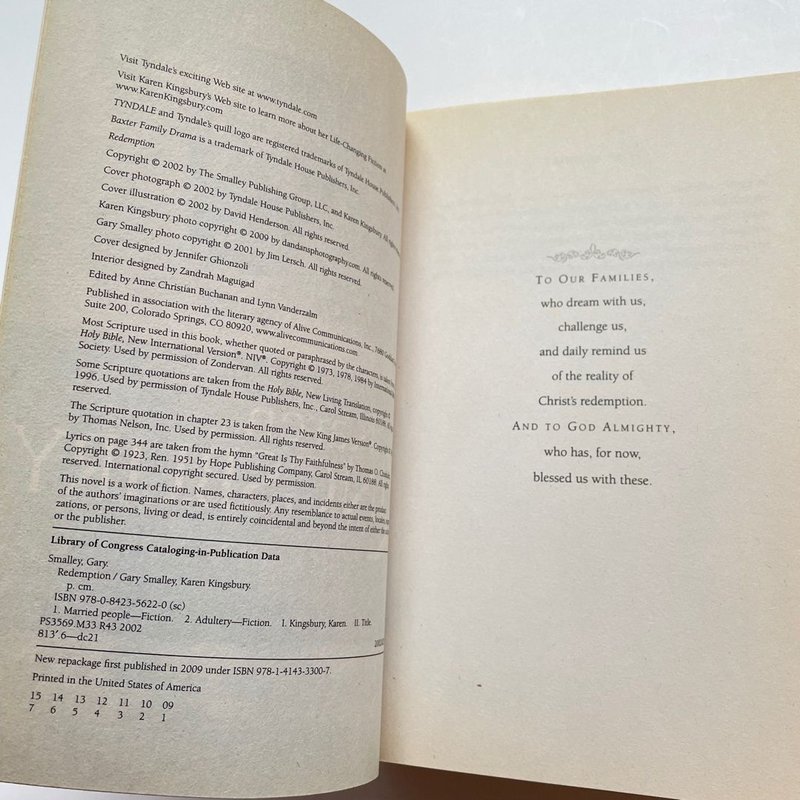 Visit Tyndale's exciting Web site at www.tyndale.com
Visit Karen Kingsbury's Web site to learn more about her Life-Changing Fiction at
www.KarenKingsbury.com
TYNDALE and Tyndale's quill logo are registered trademarks of Tyndale House Publishers, Inc.
Baxter Family Drama is a trademark of Tyndale House Publishers, Inc.
Redemption
Copyright © 2002 by The Smalley Publishing Group, LLC, and Karen Kingsbury. All rights reserved.
Cover photograph © 2002 by Tyndale House Publishers, Inc.
Cover illustration © 2002 by David Henderson. All rights reserved.
Karen Kingsbury photo copyright © 2009 by dandansphotography.com. All rights reserved.
Gary Smalley photo copyright © 2001 by Jim Lersch. All rights reserved.
Cover designed by Jennifer Ghionzoli
Interior designed by Zandrah Maguigad
Edited by Anne Christian Buchanan and Lynn Vanderzalm
Published in association with the literary agency of Alive Communications, Inc., 7680
Suite 200, Colorado Springs, CO 80920, www.alivecommunications.com
Most Scripture used in this book, whether quoted or paraphrased by the characters, is taken from
Holy Bible, New International Version®. NIV®. Copyright © 1973, 1978, 1984 by International
Society. Used by permission of Zondervan. All rights reserved.
Some Scripture quotations are taken from the Holy Bible, New Living Translation, copyright ©
1996. Used by permission of Tyndale House Publishers, Inc., Carol Stream, Illinois 60188. All
reserved.
The Scripture quotation in chapter 23 is taken from the New King James Version® Copyright ©
by Thomas Nelson, Inc. Used by permission. All rights reserved.
Lyrics on page 344 are taken from the hymn "Great Is Thy Faithfulness" by Thomas O.
Copyright © 1923, Ren. 1951 by Hope Publishing Company, Carol Stream, IL 60188. All rights
reserved. International copyright secured. Used by permission.
This novel is a work of fiction. Names, characters, places, and incidents either are the product
of the authors' imaginations or are used fictitiously. Any resemblance to actual events, locales,
zations, or persons, living or dead, is entirely coincidental and beyond the intent of either the
or the publisher.
Library of Congress Cataloging-in-Publication Data
Smalley, Gary.
Redemption / Gary Smalley, Karen Kingsbury.
p. cm.
ISBN 978-0-8423-5622-0 (sc)
1. Married people—Fiction. 2. Adultery—Fiction. I. Kingsbury, Karen. II. Title.
PS3569.M33 R43 2002
813'.6—dc21
New repackage first published in 2009 under ISBN 978-1-4143-3300-7.
Printed in the United States of America
15 14 13 12 11 10 09
7 6 5 4 3 2 1
TO OUR FAMILIES,
who dream with us,
challenge us,
and daily remind us
of the reality of
Christ's redemption.
AND TO GOD ALMIGHTY,
who has, for now,
blessed us with these.